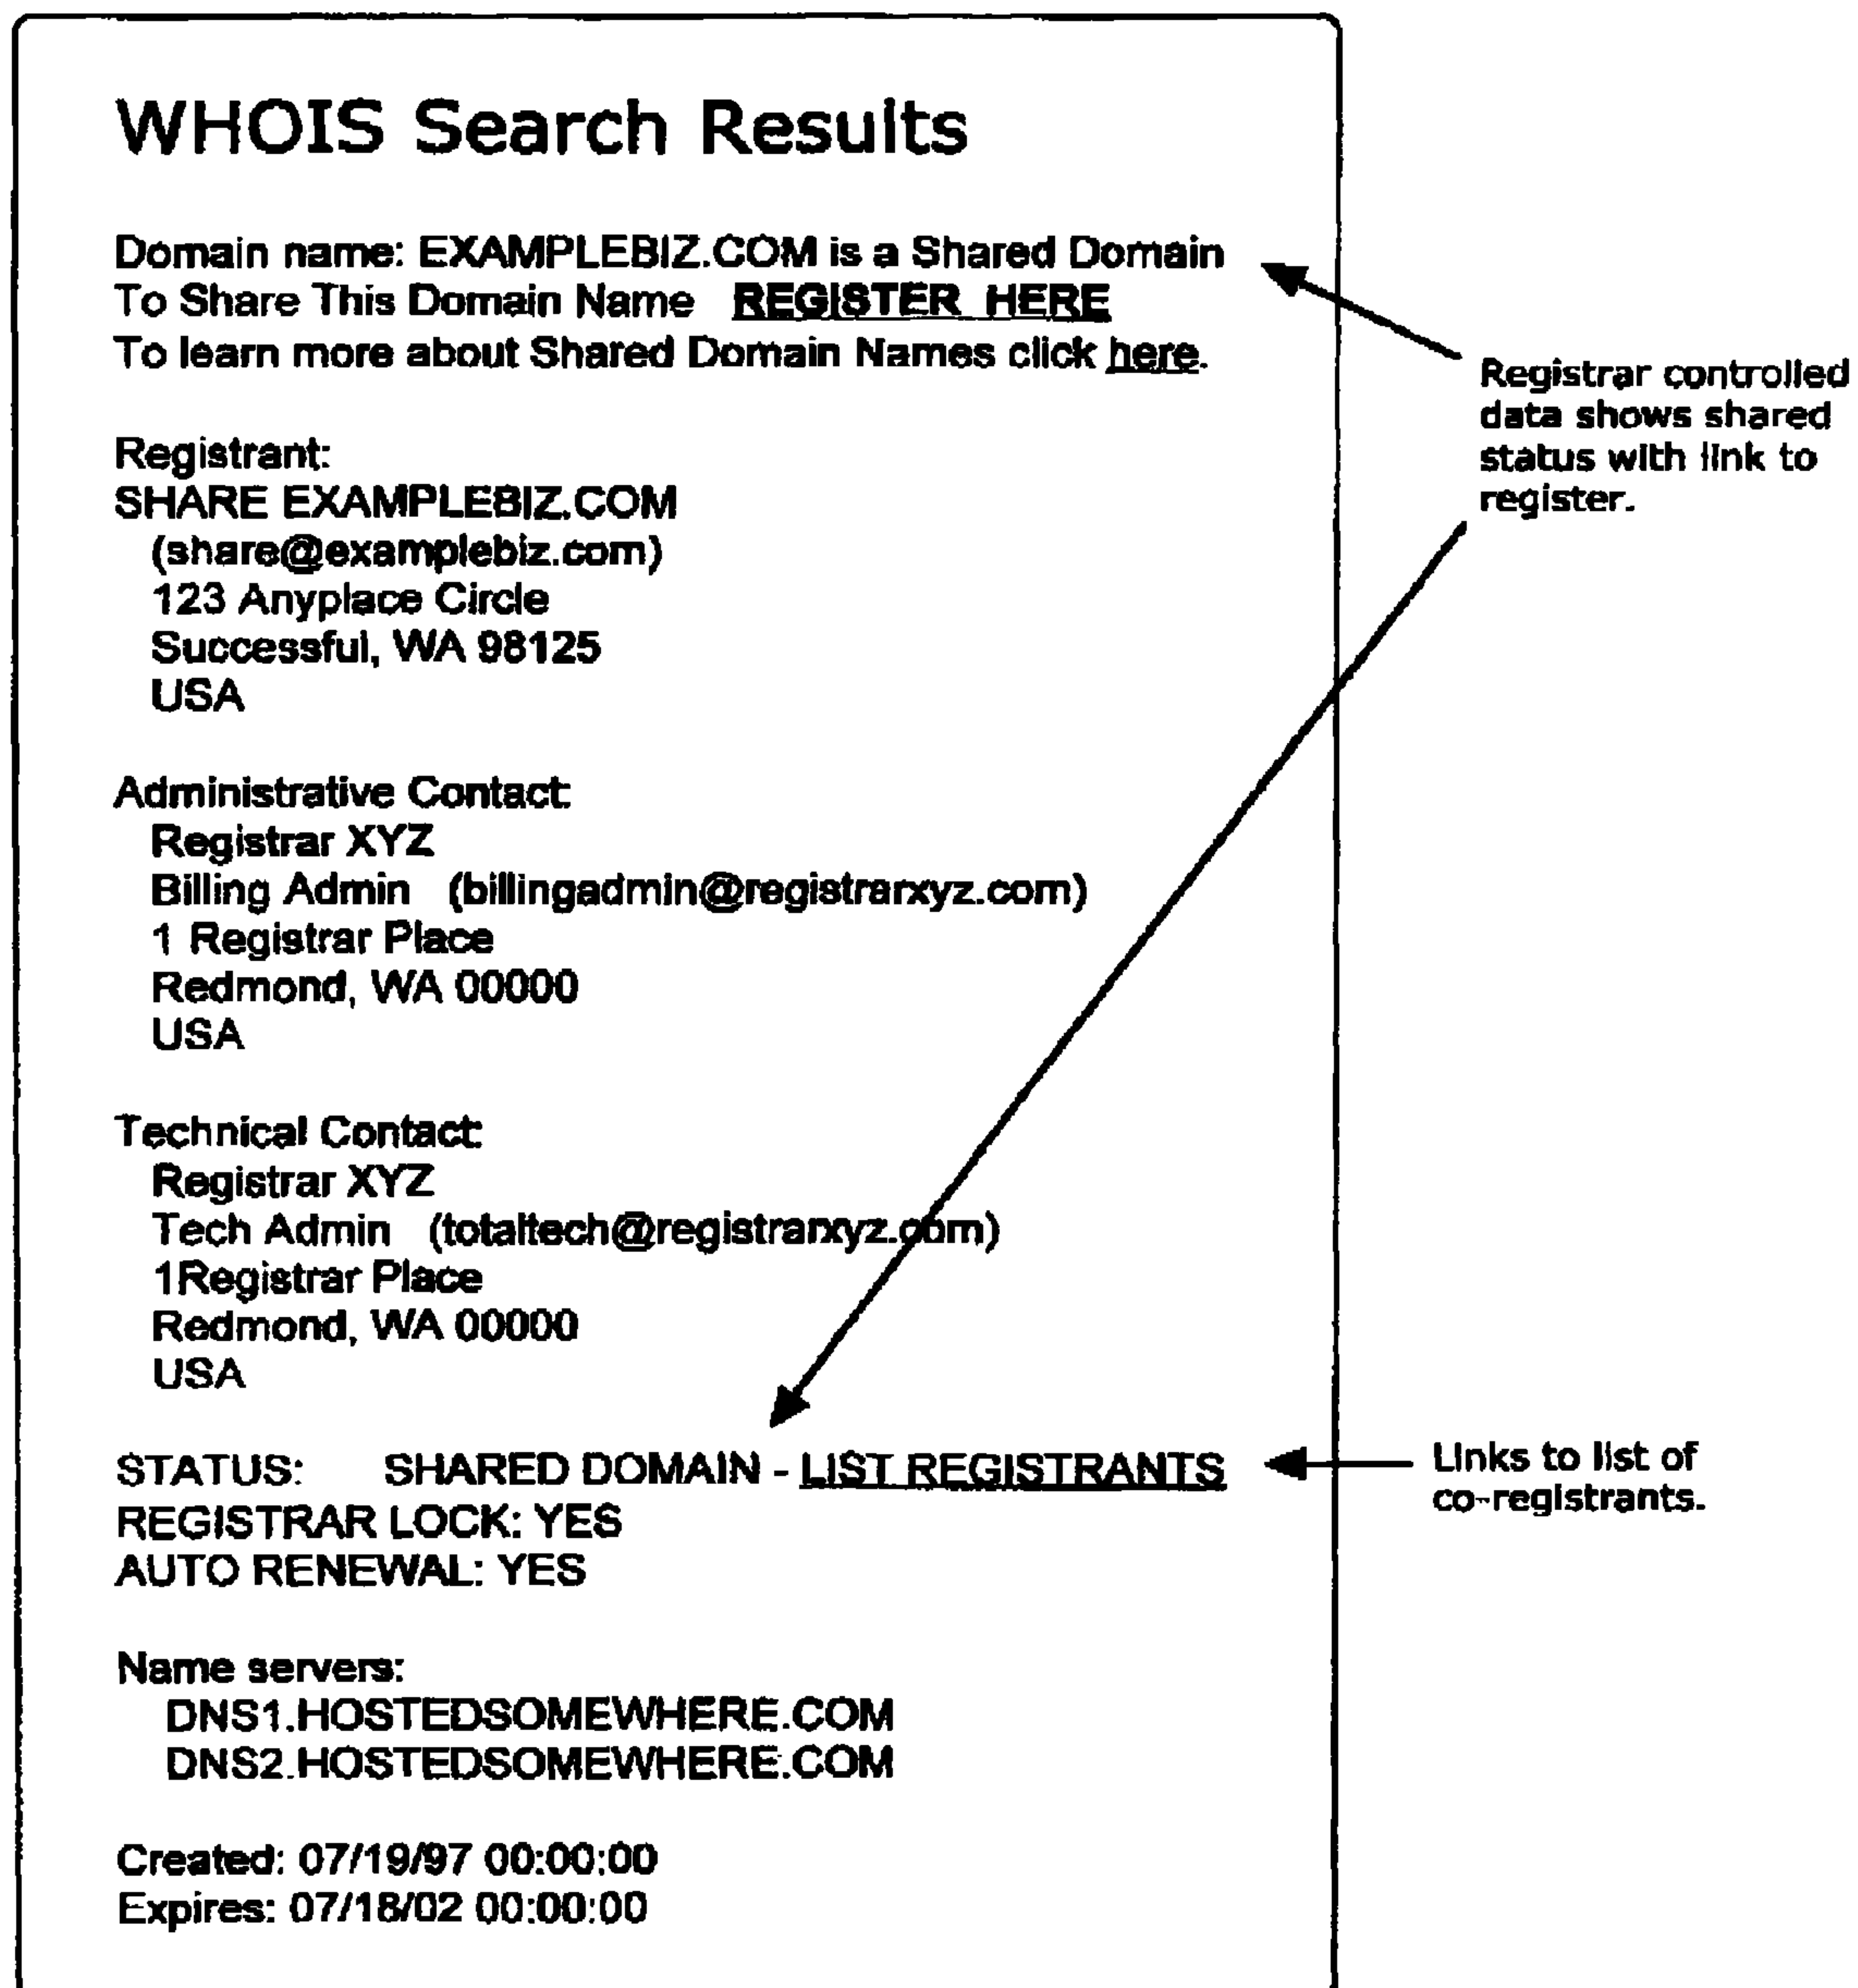 WHOIS Search Results
Domain name: EXAMPLEBIZ.COM is a Shared Domain
To Share This Domain Name REGISTER HERE
To learn more about Shared Domain Names click here.
Registrar controlled
data shows shared
status with link to
register.
Registrant:
SHARE EXAMPLEBIZ.COM
(share@examplebiz.com)
123 Anyplace Circle
Successful, WA 98125
USA
Administrative Contact:
Registrar XYZ
Billing Admin (billingadmin@registrarxyz.com)
1 Registrar Place
Redmond, WA 00000
USA
Technical Contact:
Registrar XYZ
Tech Admin (totaltech@registrarxyz.com)
1Registrar Place
Redmond, WA 00000
USA
STATUS: SHARED DOMAIN - LIST REGISTRANTS
Links to list of
co-registrants.
REGISTRAR LOCK: YES
AUTO RENEWAL: YES
Name servers:
DNS1.HOSTEDSOMEWHERE.COM
DNS2.HOSTEDSOMEWHERE.COM
Created: 07/19/97 00:00:00
Expires: 07/18/02 00:00:00